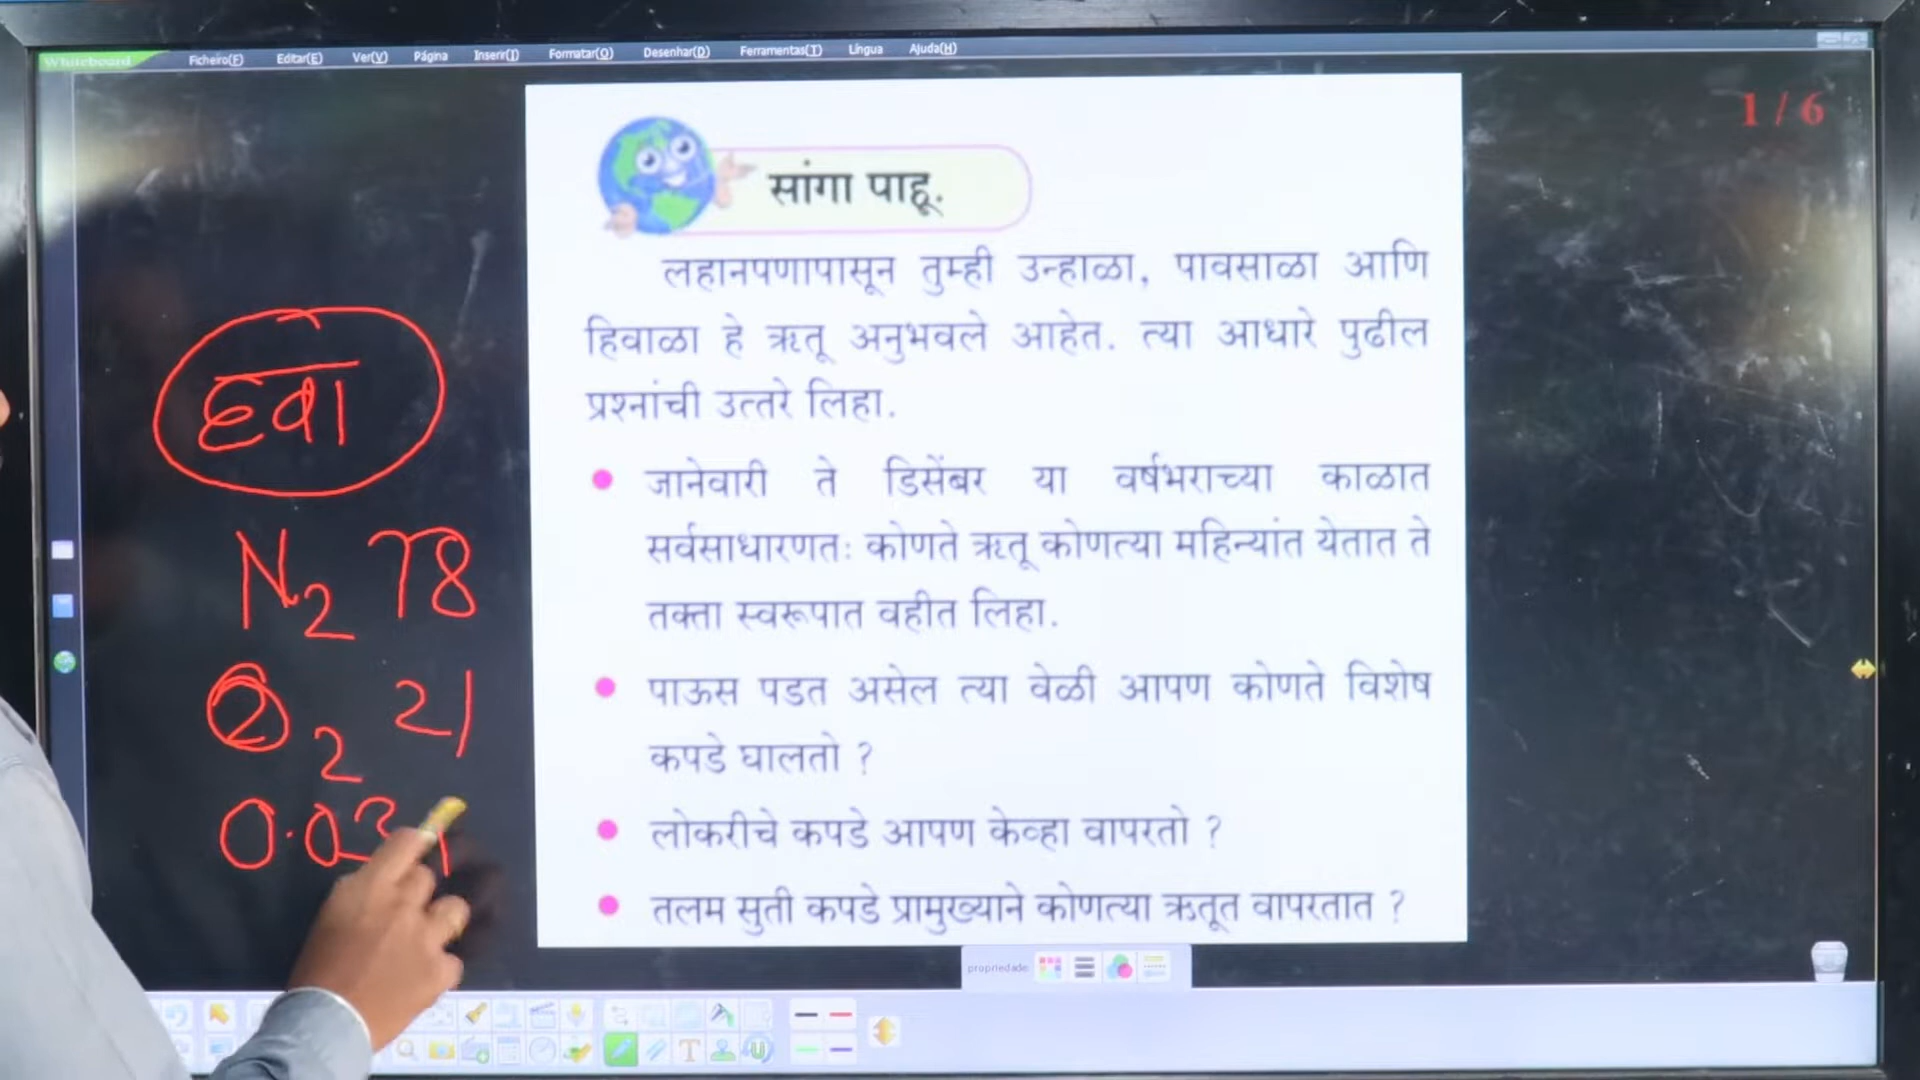 Whiteboard Ficheiro(F) Editar(E) Ver(V) Página Inserir(I) Formatar(O) Desenhar(D) Ferramentas(T) Língua Ajuda(H)
1 / 6
सांगा पाहू.
लहानपणापासून तुम्ही उन्हाळा, पावसाळा आणि
हिवाळा हे ऋतू अनुभवले आहेत. त्या आधारे पुढील
प्रश्नांची उत्तरे लिहा.
जानेवारी ते डिसेंबर या वर्षभराच्या काळात
सर्वसाधारणतः कोणते ऋतू कोणत्या महिन्यांत येतात ते
तक्ता स्वरूपात वहीत लिहा.
पाऊस पडत असेल त्या वेळी आपण कोणते विशेष
कपडे घालतो ?
लोकरीचे कपडे आपण केव्हा वापरतो ?
तलम सुती कपडे प्रामुख्याने कोणत्या ऋतूत वापरतात ?
हवा
N2 78
2 21
propriedade